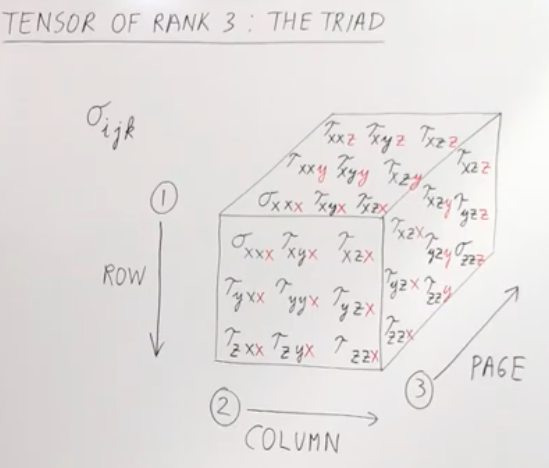 TENSOR OF RANK 3 : THE TRIAD
σijk
τxxz τxyz τxzz
τxxy τxyy τxzy τxzz
σxxx τxyx τxzx τxzy τyzz
① σxxx τxyx τxzx τxzx τyzy σzzz
ROW τyxx τyyx τyzx τyzx τzzy
τzxx τzyx τzzx τzzx
② COLUMN
③ PAGE